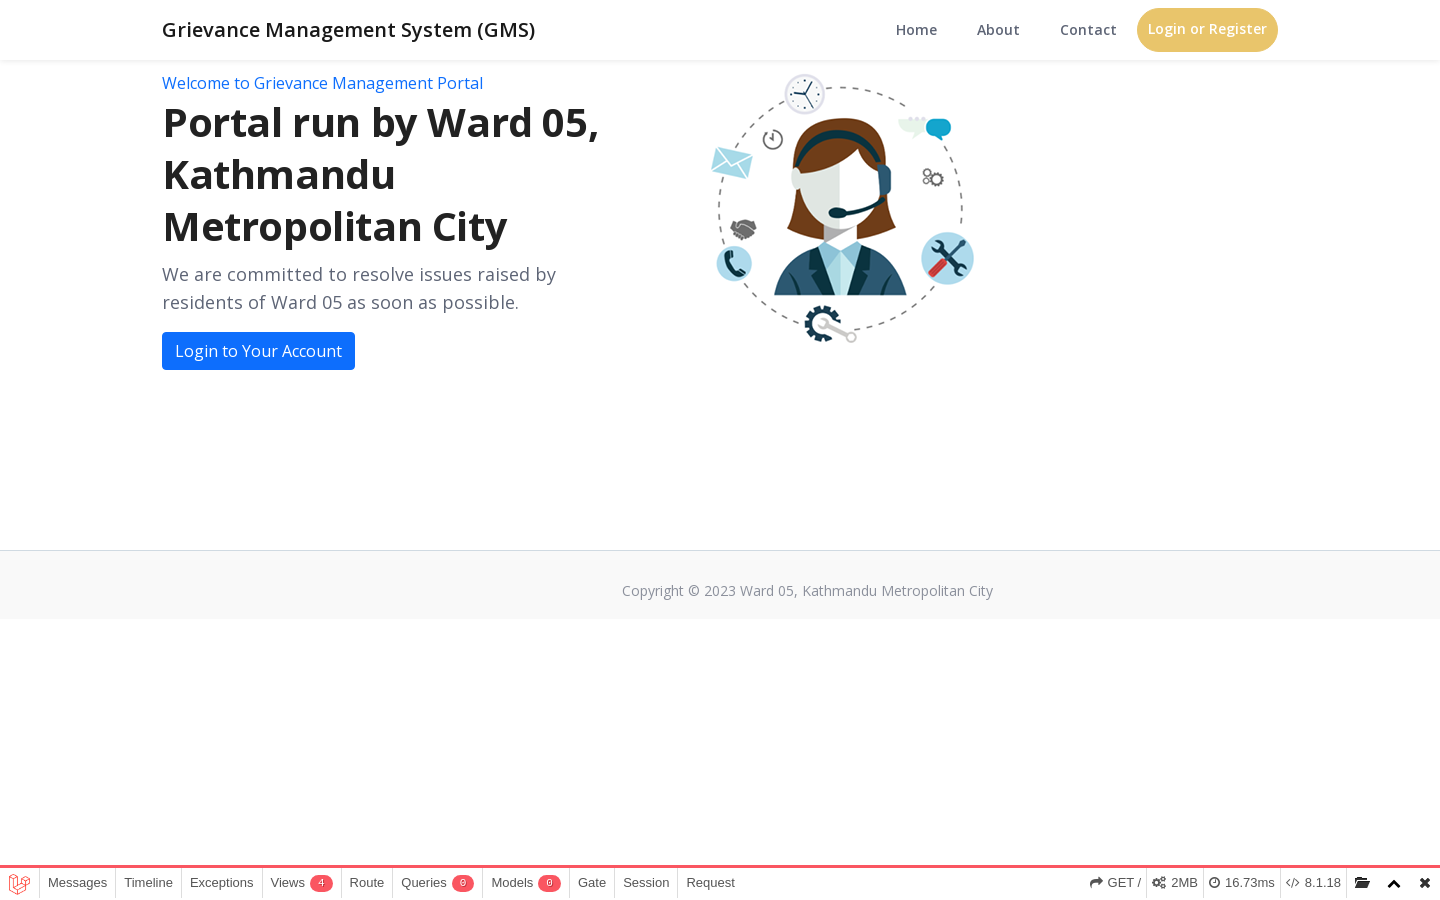 Grievance Management System (GMS)
Home About Contact Login or Register
Welcome to Grievance Management Portal
Portal run by Ward 05,
Kathmandu
Metropolitan City
We are committed to resolve issues raised by
residents of Ward 05 as soon as possible.
Login to Your Account
Copyright © 2023 Ward 05, Kathmandu Metropolitan City
Messages Timeline Exceptions Views 4 Route Queries 0 Models 0 Gate Session Request GET / 2MB 16.73ms 8.1.18